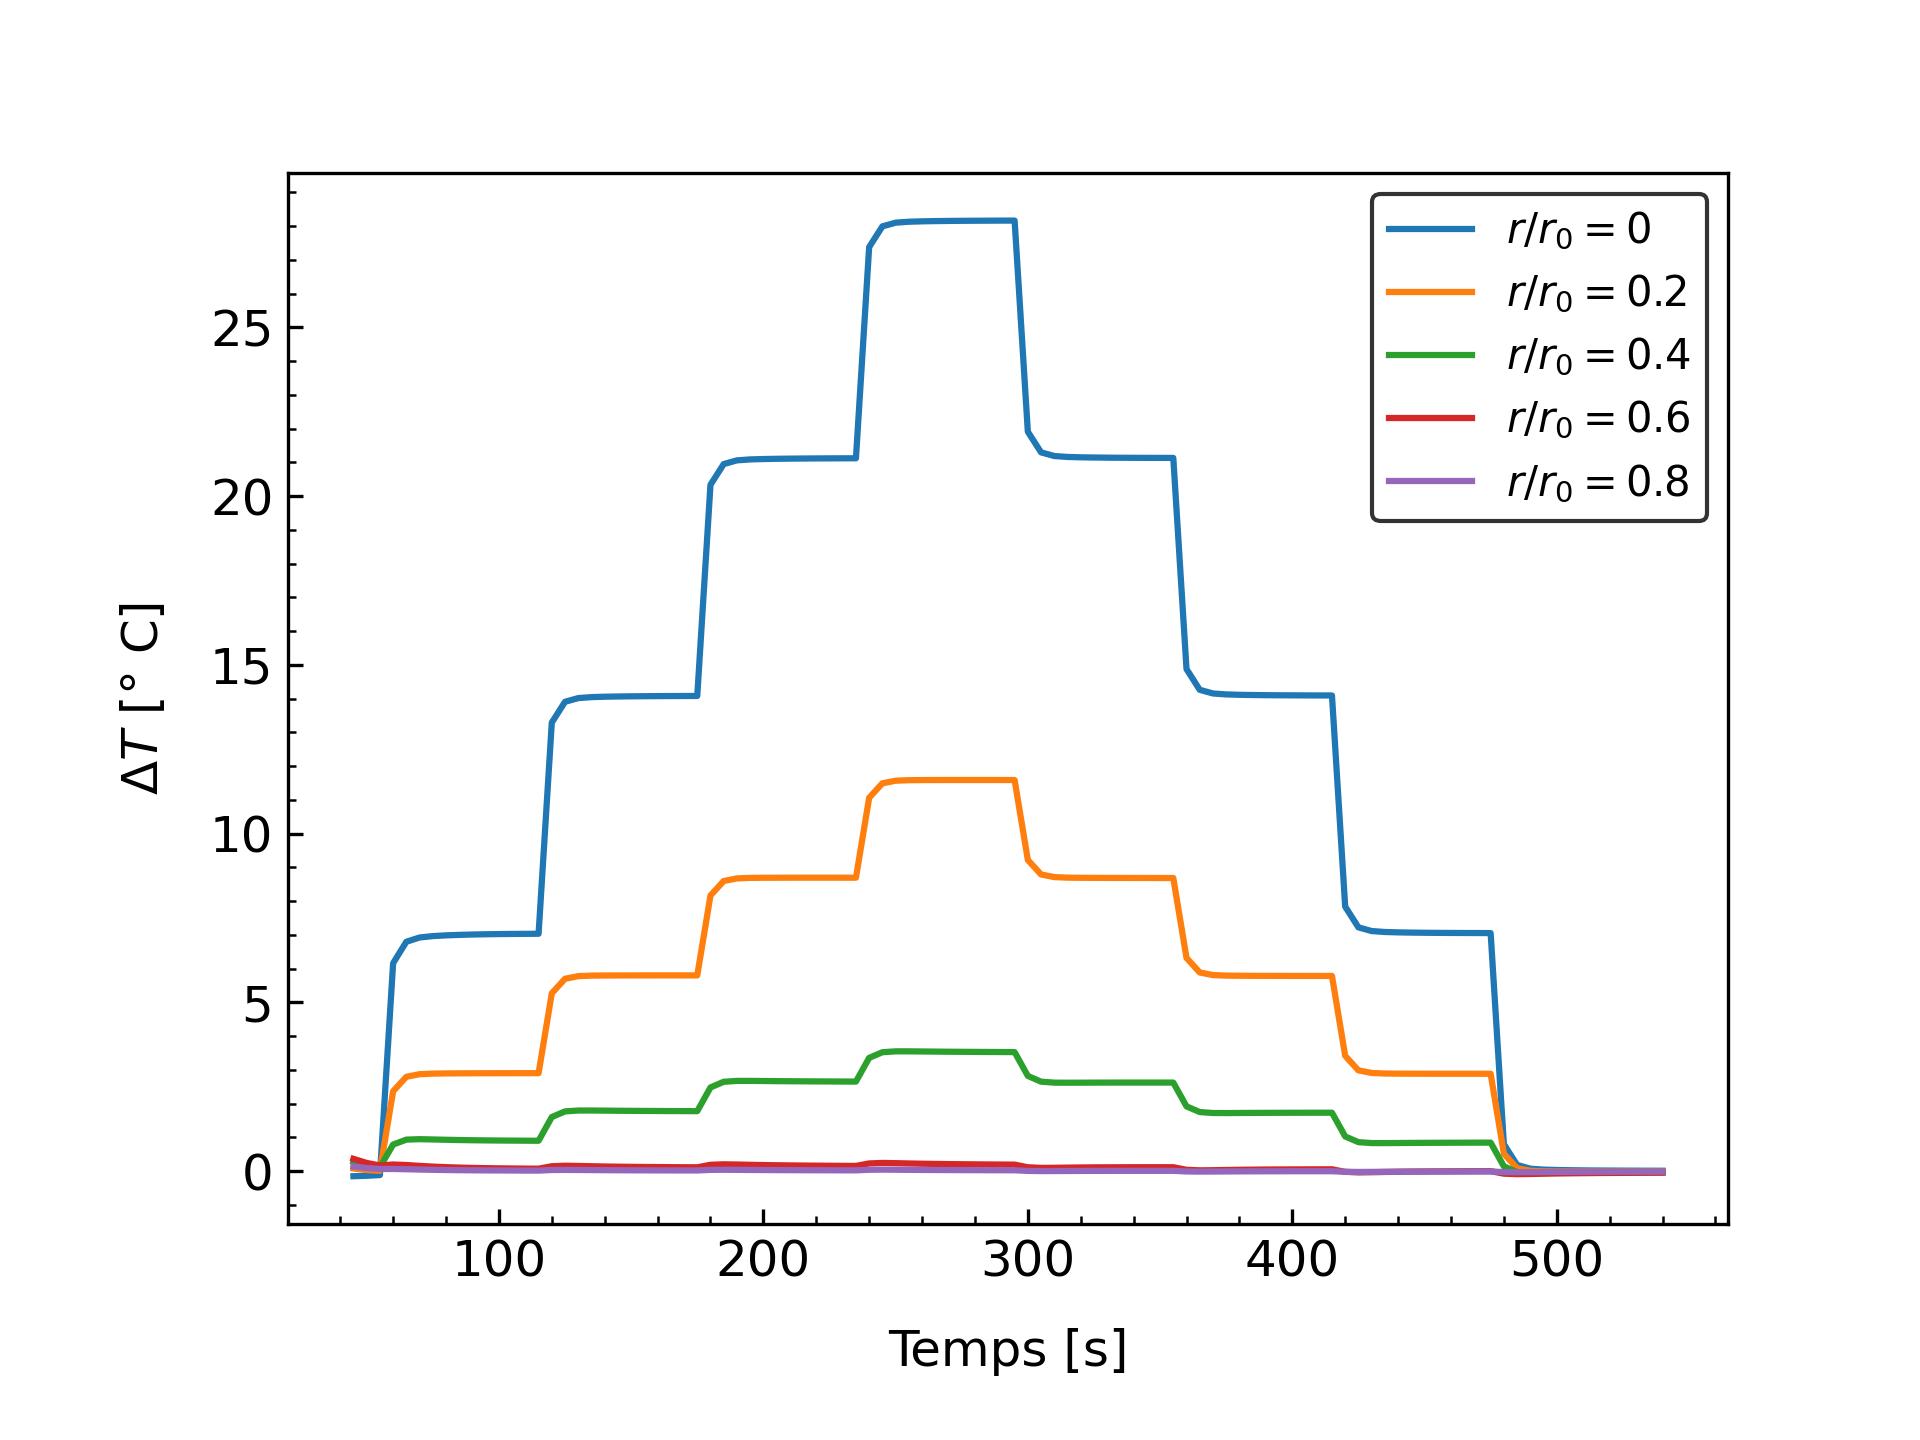 r/r₀ = 0
r/r₀ = 0.2
r/r₀ = 0.4
r/r₀ = 0.6
r/r₀ = 0.8
25
20
15
10
5
0
ΔT [° C]
100 200 300 400 500
Temps [s]